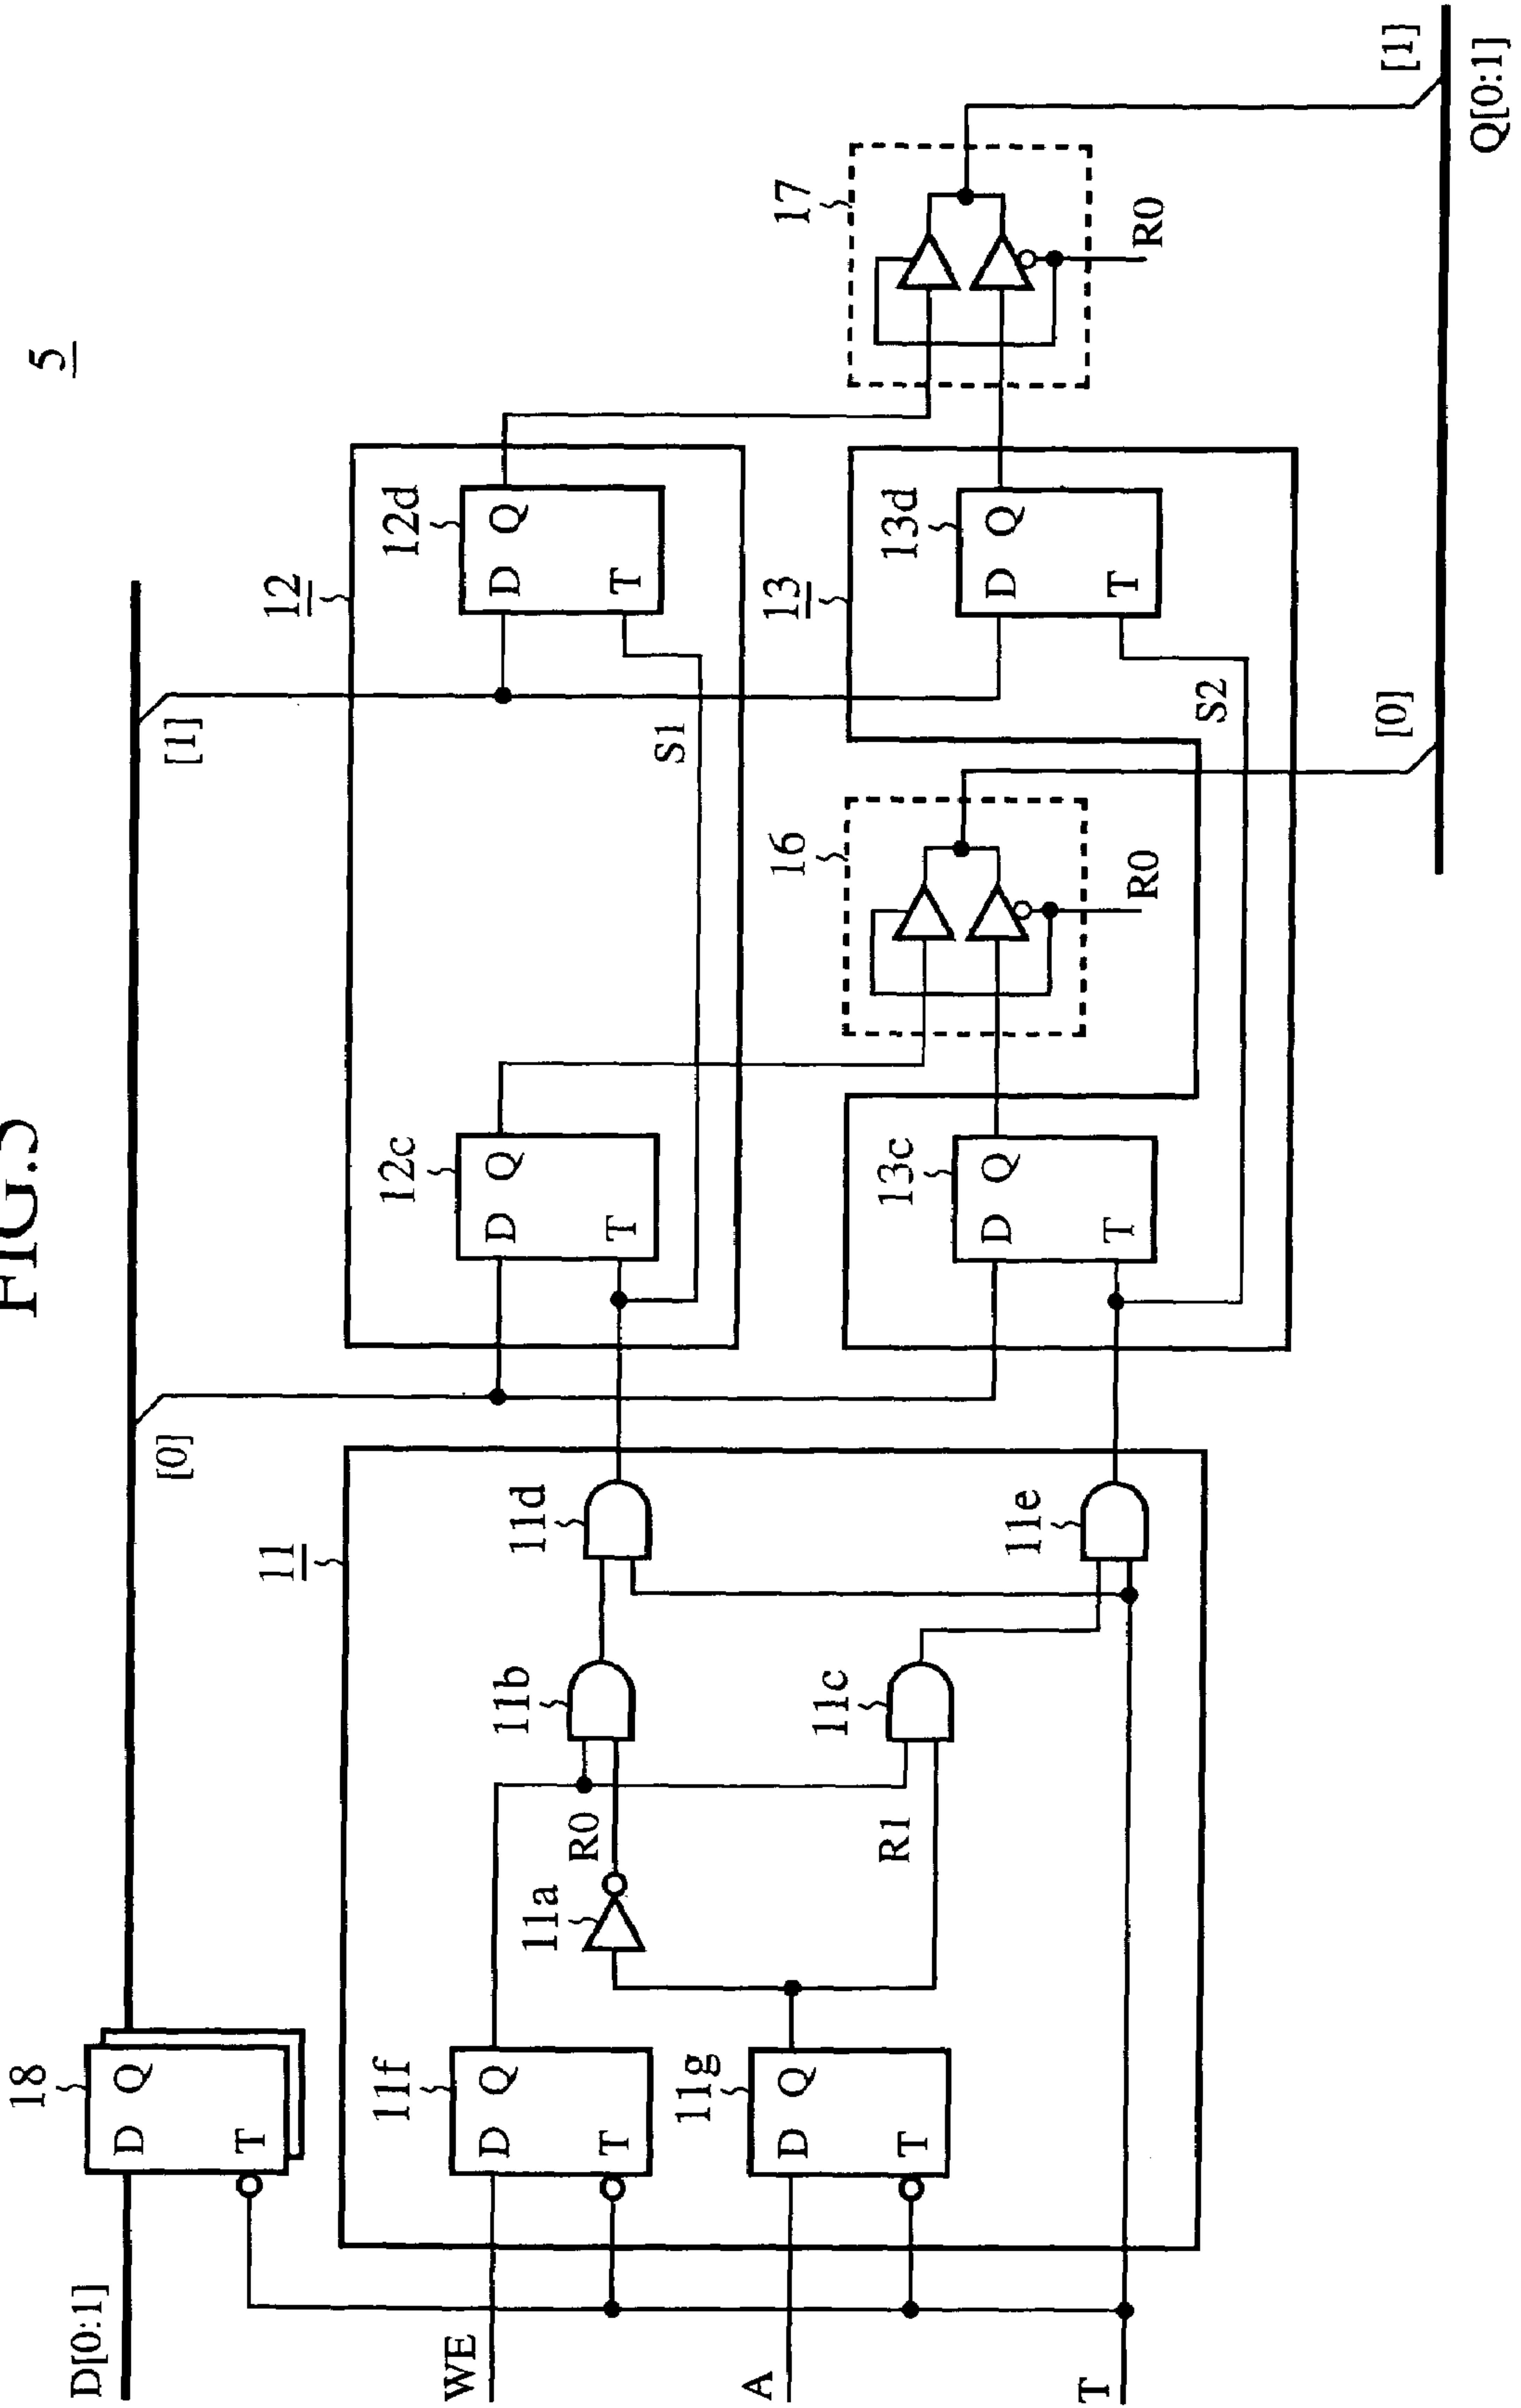 FIG.
5
18
D[0:1]
D Q
T
[0]
[1]
11
12
11f
WE
D Q
T
11a
R0
11b
11d
12c
D Q
T
S1
12d
D Q
T
11g
A
D Q
T
R1
11c
11e
16
R0
17
R0
13
13c
D Q
T
S2
13d
D Q
T
T
[0]
[1]
Q[0:1]